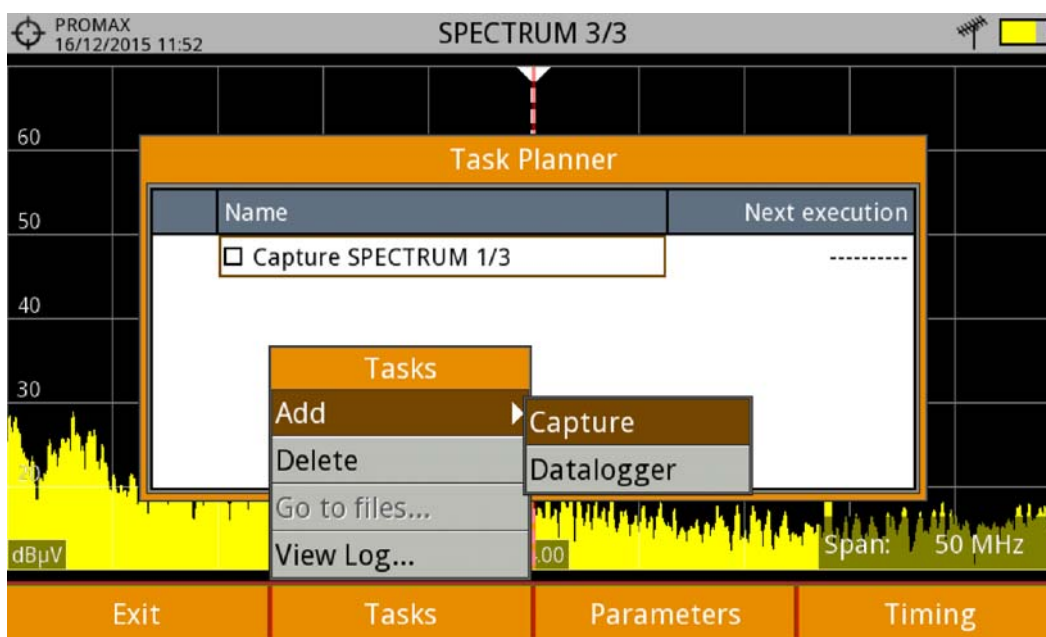 PROMAX
16/12/2015 11:52
SPECTRUM 3/3
60
Task Planner
Name Next execution
50
Capture SPECTRUM 1/3 ----------
40
Tasks
30
Add
Capture
Delete
Datalogger
20
Go to files...
View Log...
dBµV
.00
Span: 50 MHz
Exit Tasks Parameters Timing